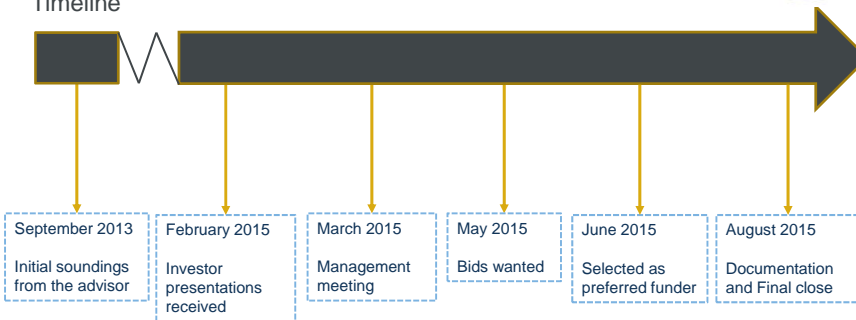 Timeline
September 2013
Initial soundings
from the advisor
February 2015
Investor
presentations
received
March 2015
Management
meeting
May 2015
Bids wanted
June 2015
Selected as
preferred funder
August 2015
Documentation
and Final close